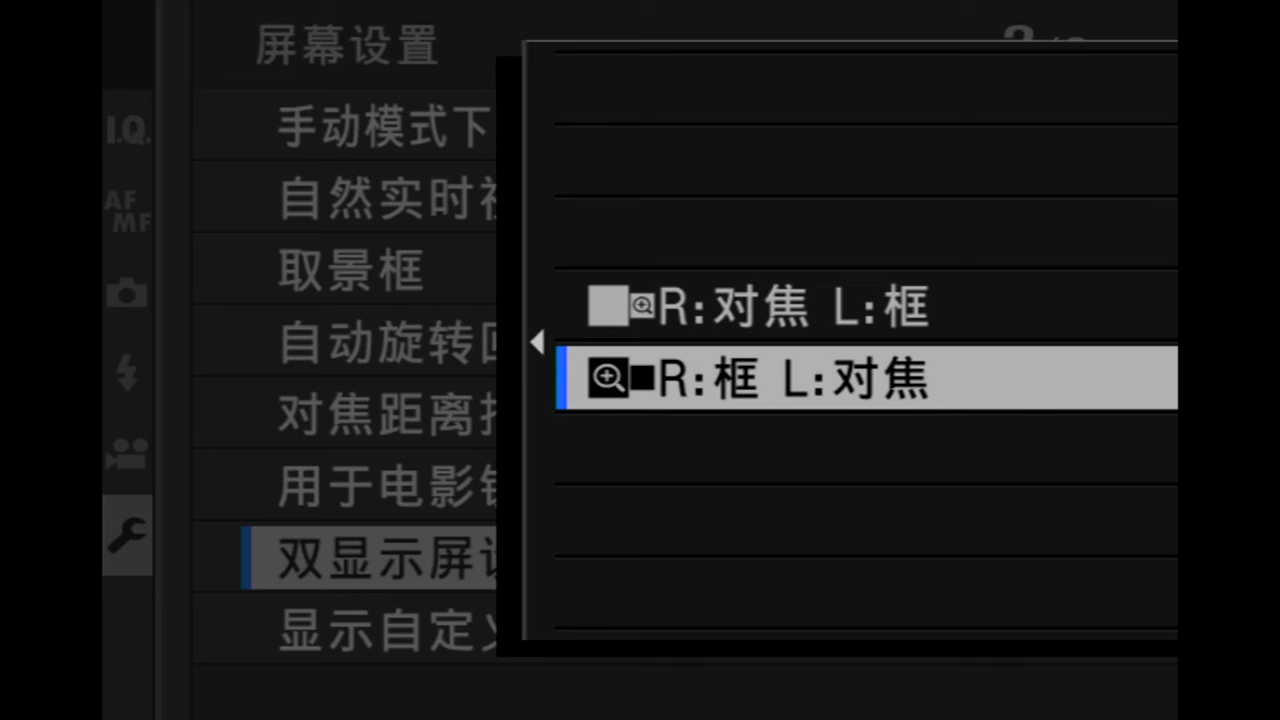 屏幕设置
I.Q.
AF
MF
手动模式下
自然实时
取景框
自动旋转
对焦距离
用于电影
双显示屏
显示自定义
R:对焦 L:框
R:框 L:对焦